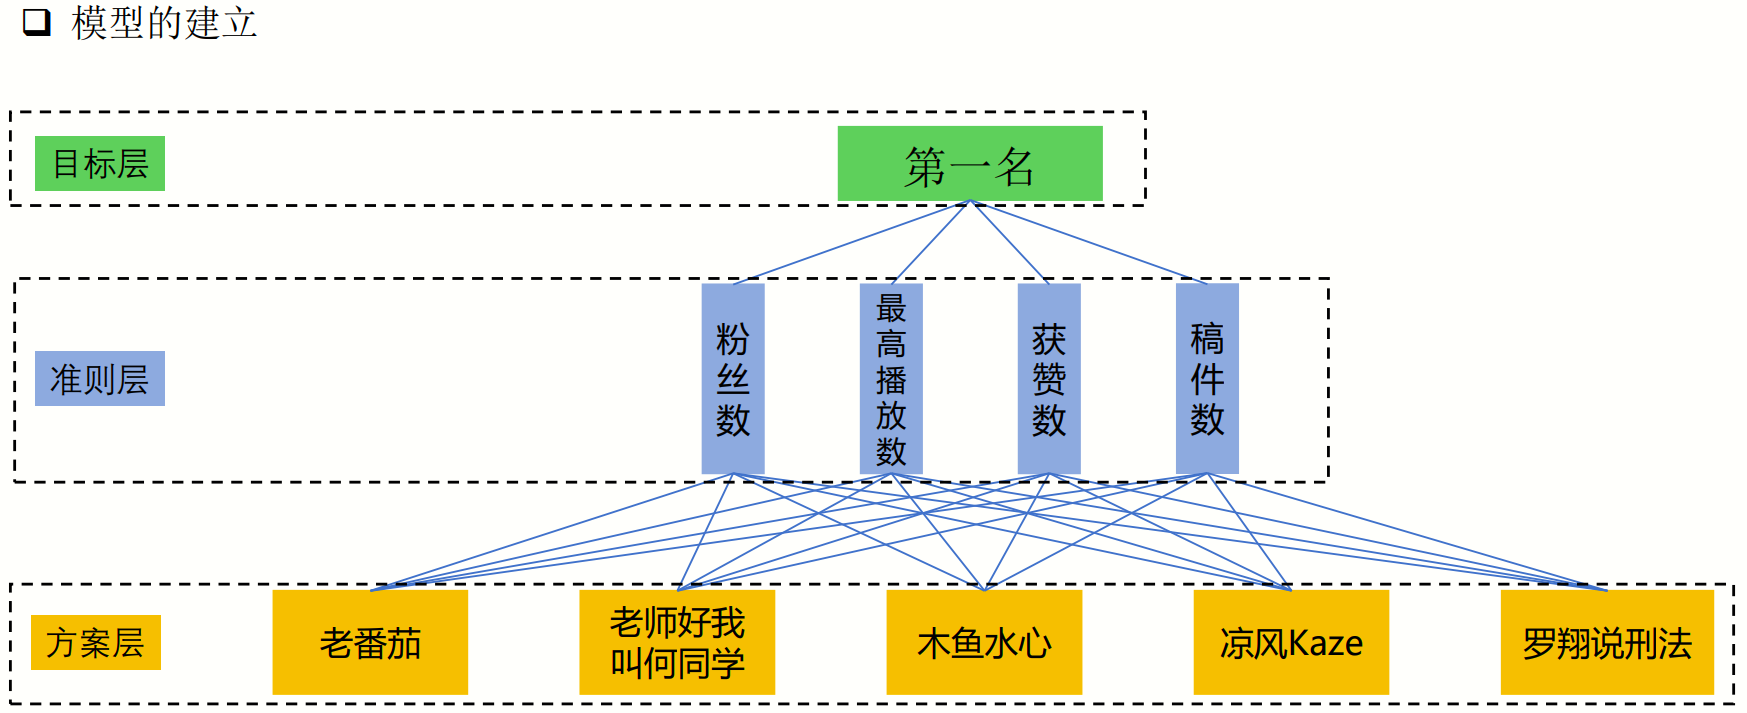 模型的建立
目标层
第一名
准则层
粉丝数
最高播放数
获赞数
稿件数
方案层
老番茄
老师好我
叫何同学
木鱼水心
凉风Kaze
罗翔说刑法